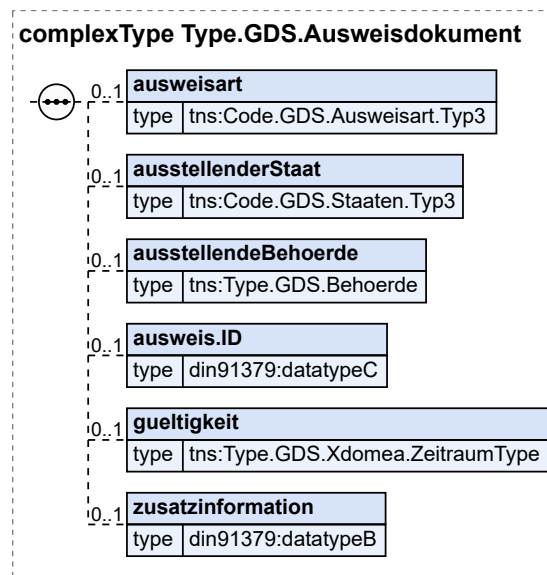 complexType Type.GDS.Ausweisdokument
0..1 ausweisart
type tns:Code.GDS.Ausweisart.Typ3
0..1 ausstellenderStaat
type tns:Code.GDS.Staaten.Typ3
0..1 ausstellendeBehoerde
type tns:Type.GDS.Behoerde
0..1 ausweis.ID
type din91379:datatypeC
0..1 gueltigkeit
type tns:Type.GDS.Xdomea.ZeitraumType
0..1 zusatzinformation
type din91379:datatypeB